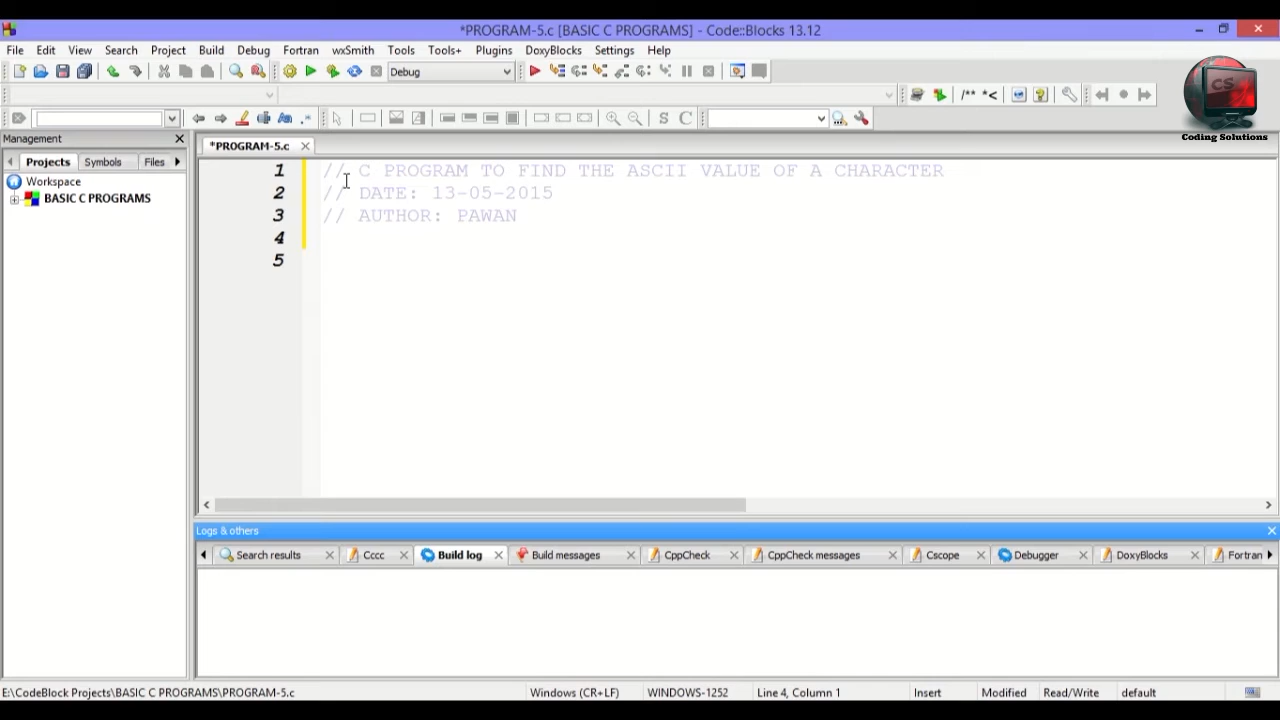 *PROGRAM-5.c [BASIC C PROGRAMS] - Code::Blocks 13.12
File Edit View Search Project Build Debug Fortran wxSmith Tools Tools+ Plugins DoxyBlocks Settings Help
Debug
/** *<
S C
CS
Coding Solutions
Management
*PROGRAM-5.c
Projects Symbols Files
Workspace
BASIC C PROGRAMS
1 // C PROGRAM TO FIND THE ASCII VALUE OF A CHARACTER
2 // DATE: 13-05-2015
3 // AUTHOR: PAWAN
4
5
Logs & others
Search results Cccc Build log Build messages CppCheck CppCheck messages Cscope Debugger DoxyBlocks Fortran
E:\CodeBlock Projects\BASIC C PROGRAMS\PROGRAM-5.c Windows (CR+LF) WINDOWS-1252 Line 4, Column 1 Insert Modified Read/Write default